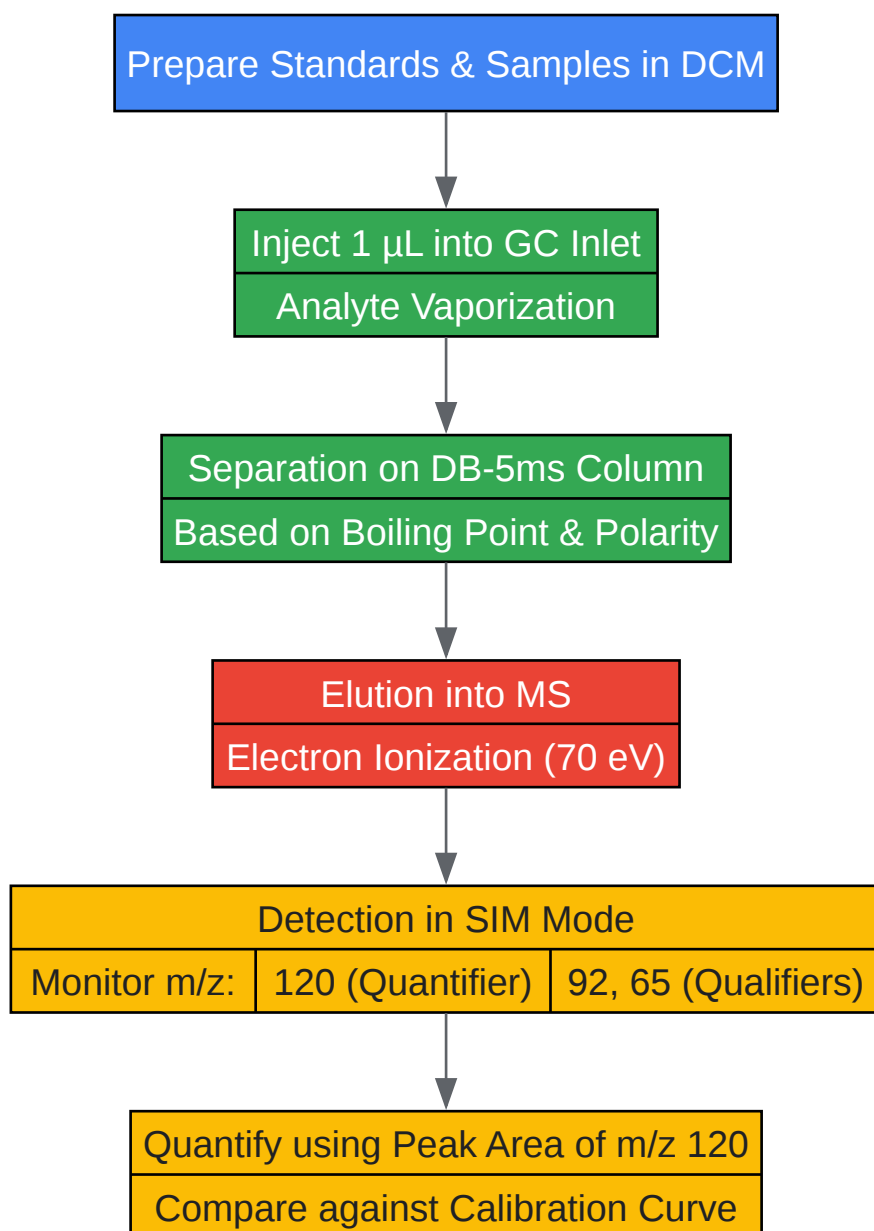 Prepare Standards & Samples in DCM
Inject 1 µL into GC Inlet
Analyte Vaporization
Separation on DB-5ms Column
Based on Boiling Point & Polarity
Elution into MS
Electron Ionization (70 eV)
Detection in SIM Mode
Monitor m/z: 120 (Quantifier) 92, 65 (Qualifiers)
Quantify using Peak Area of m/z 120
Compare against Calibration Curve